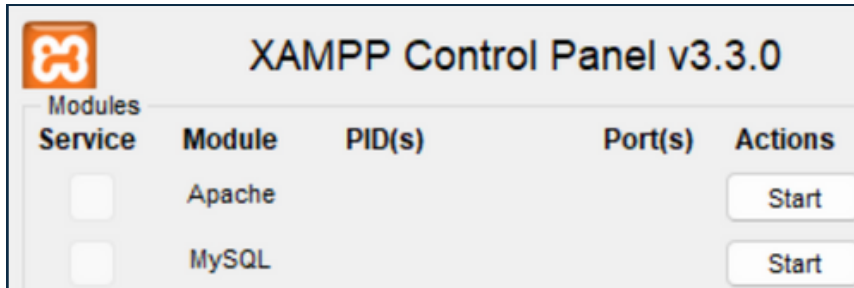 XAMPP Control Panel v3.3.0
Modules
Service Module PID(s) Port(s) Actions
Apache Start
MySQL Start